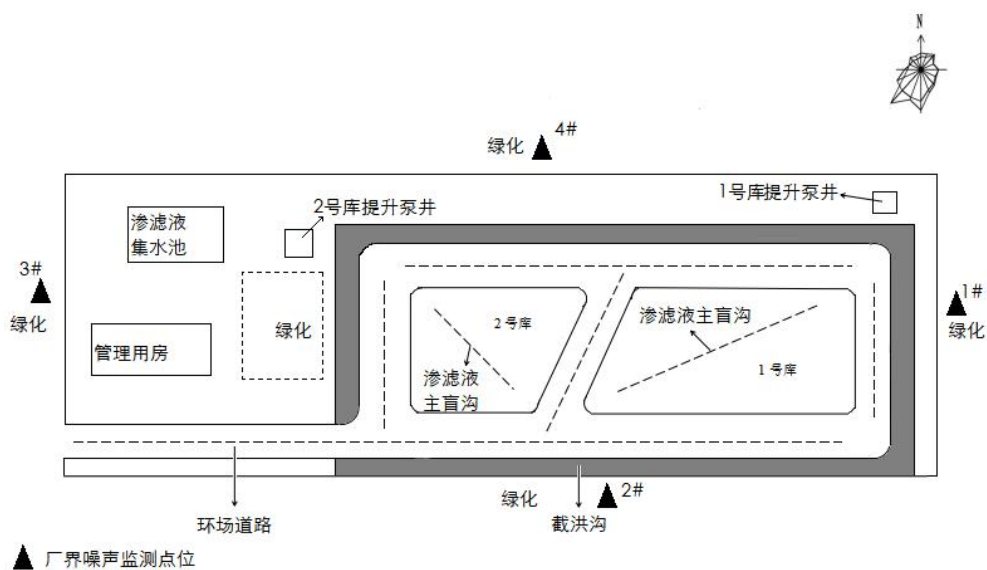 N
4#
绿化
1号库提升泵井
2号库提升泵井
渗滤液
集水池
3#
绿化
1#
绿化
绿化
2 号库
渗滤液主盲沟
管理用房
渗滤液
主盲沟
1 号库
绿化
2#
环场道路
截洪沟
厂界噪声监测点位